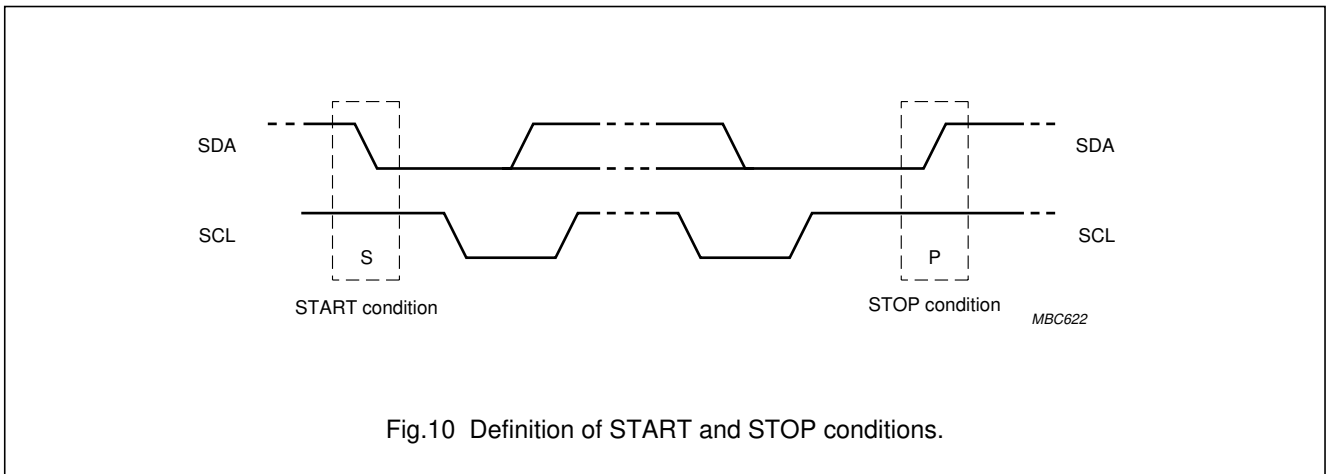 SDA
SDA
SCL
SCL
S
P
START condition
STOP condition
MBC622
Fig.10 Definition of START and STOP conditions.